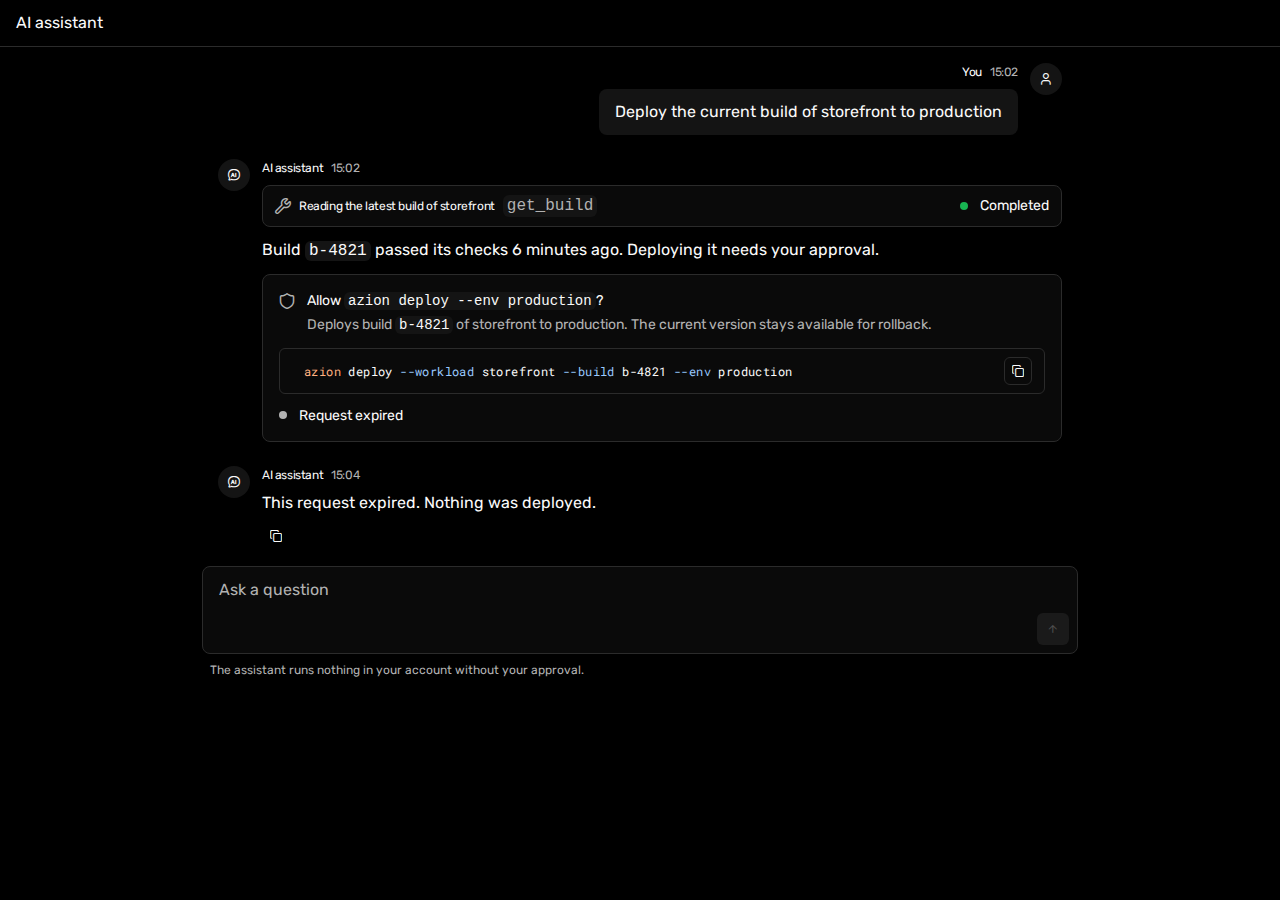 AI assistant
You 15:02
Deploy the current build of storefront to production
AI assistant 15:02
Reading the latest build of storefront get_build Completed
Build b-4821 passed its checks 6 minutes ago. Deploying it needs your approval.
Allow azion deploy --env production?
Deploys build b-4821 of storefront to production. The current version stays available for rollback.
azion deploy --workload storefront --build b-4821 --env production
Request expired
AI assistant 15:04
This request expired. Nothing was deployed.
Ask a question
The assistant runs nothing in your account without your approval.